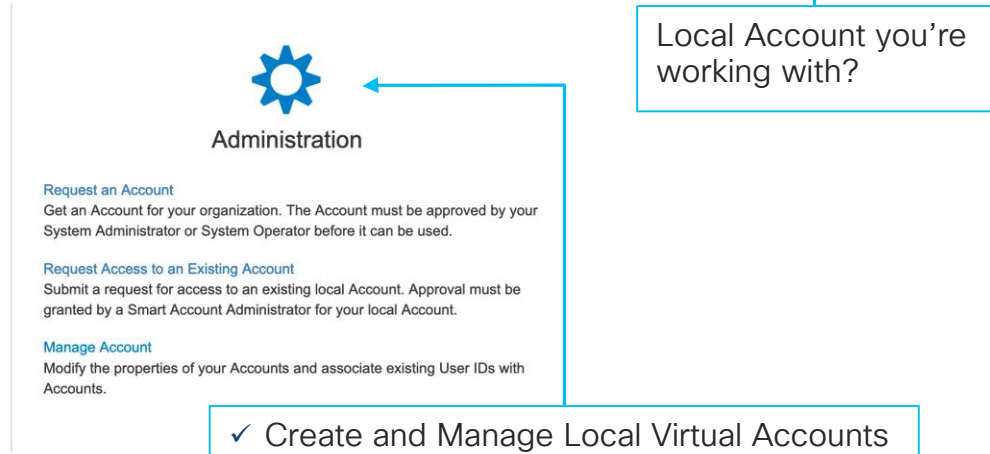 Local Account you’re
working with?
Administration
Request an Account
Get an Account for your organization. The Account must be approved by your
System Administrator or System Operator before it can be used.
Request Access to an Existing Account
Submit a request for access to an existing local Account. Approval must be
granted by a Smart Account Administrator for your local Account.
Manage Account
Modify the properties of your Accounts and associate existing User IDs with
Accounts.
✓ Create and Manage Local Virtual Accounts